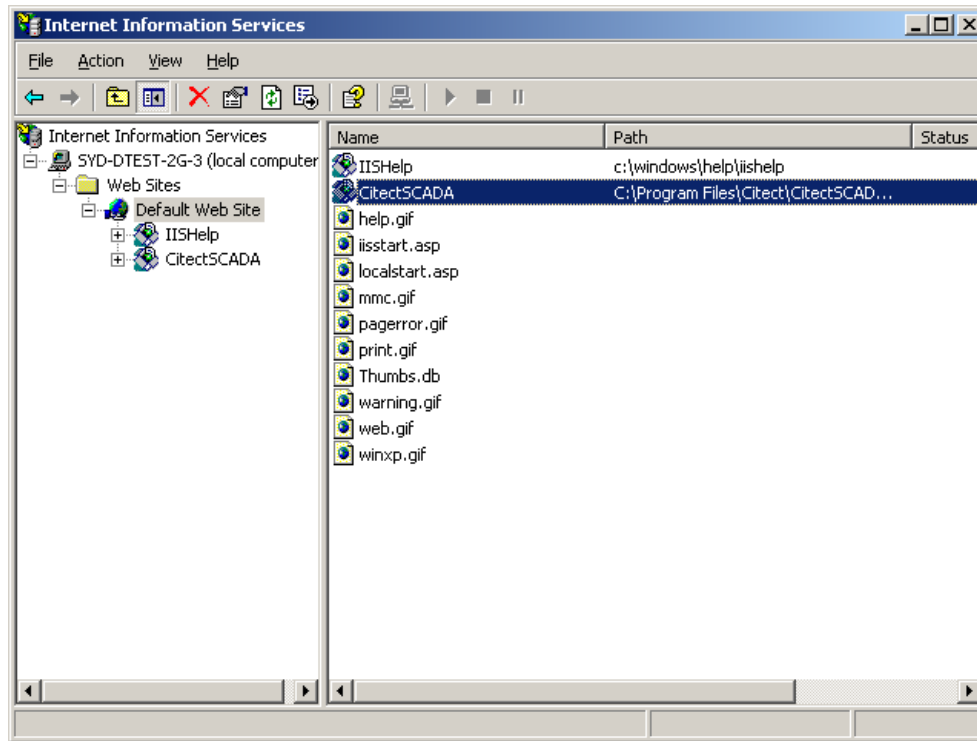 Internet Information Services
File Action View Help
Internet Information Services
SYD-DTEST-2G-3 (local computer
Web Sites
Default Web Site
IISHelp
CitectSCADA
Name Path Status
IISHelp c:\windows\help\iishelp
CitectSCADA C:\Program Files\Citect\CitectSCAD...
help.gif
iisstart.asp
localstart.asp
mmc.gif
pagerror.gif
print.gif
Thumbs.db
warning.gif
web.gif
winxp.gif